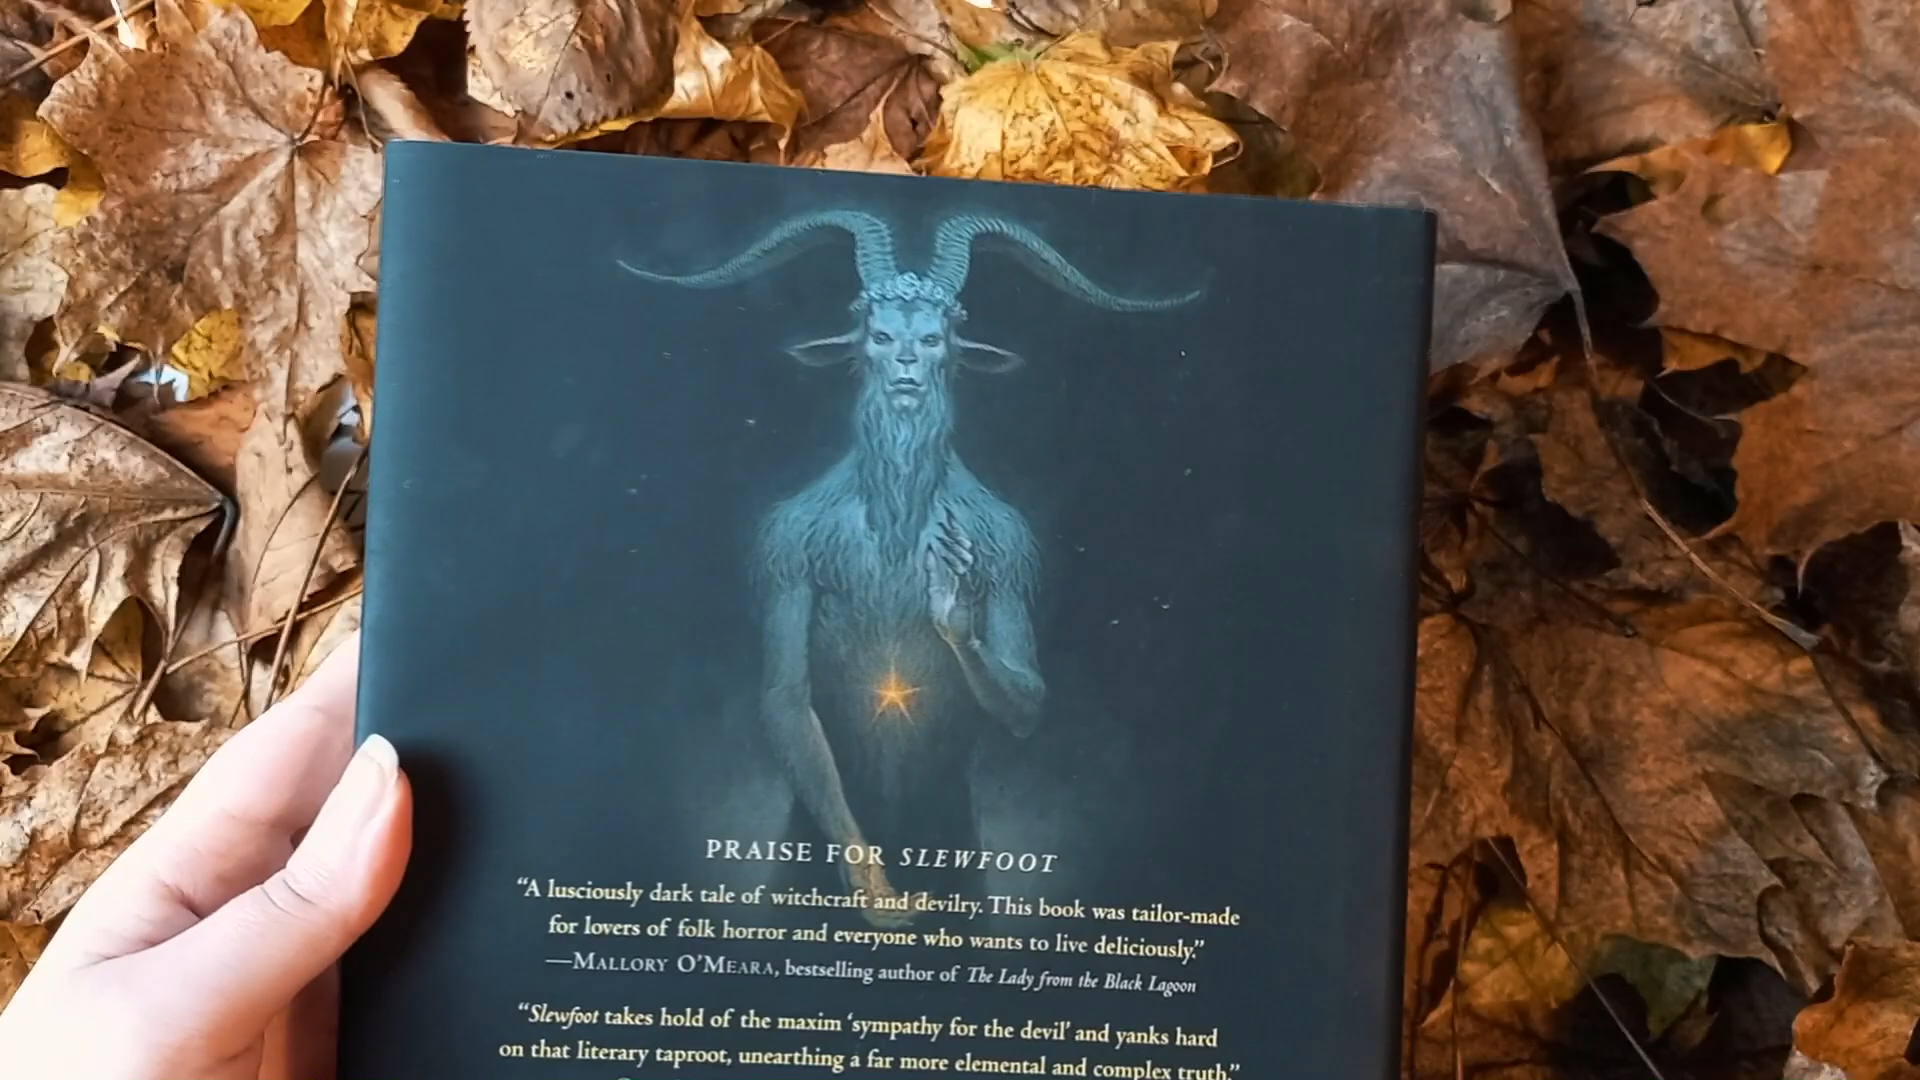 PRAISE FOR SLEWFOOT
“A lusciously dark tale of witchcraft and devilry. This book was tailor-made
for lovers of folk horror and everyone who wants to live deliciously.”
—MALLORY O’MEARA, bestselling author of The Lady from the Black Lagoon
“Slewfoot takes hold of the maxim ‘sympathy for the devil’ and yanks hard
on that literary taproot, unearthing a far more elemental and complex truth.”